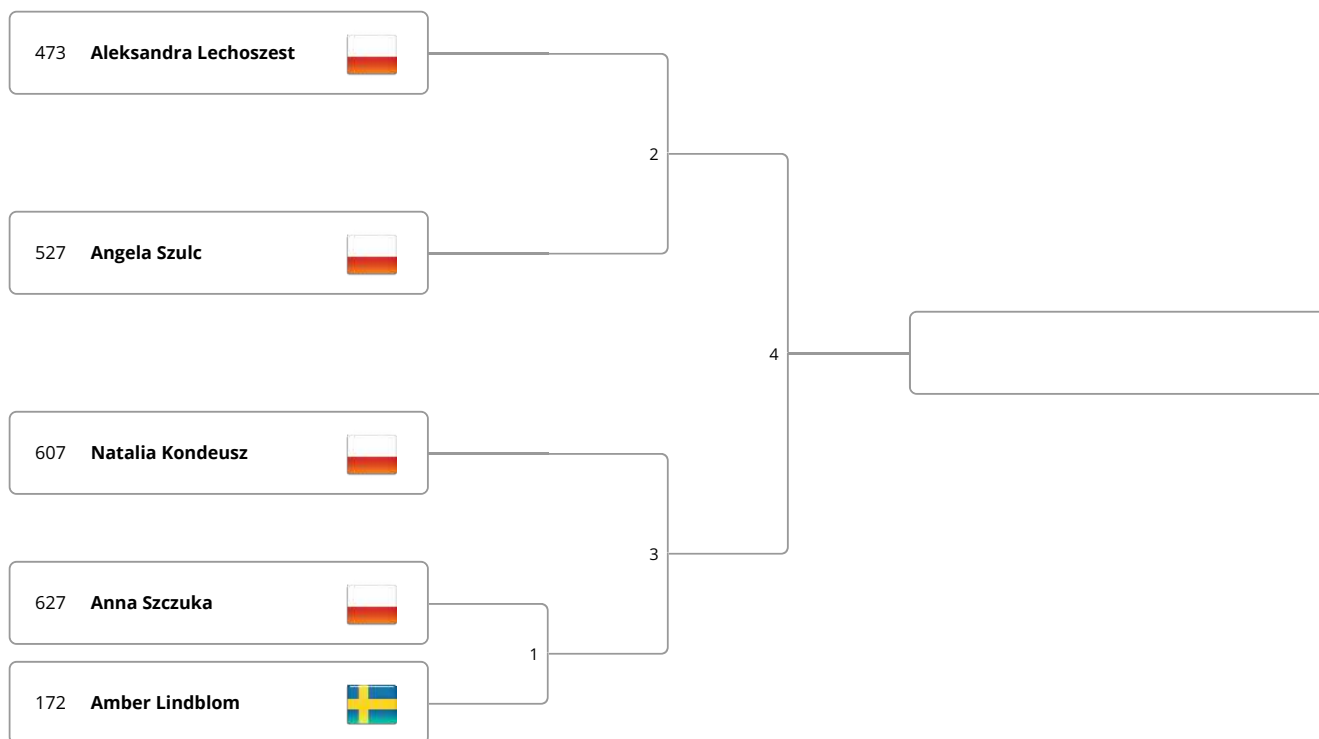 473 Aleksandra Lechoszest
2
527 Angela Szulc
4
607 Natalia Kondeusz
3
627 Anna Szczuka
1
172 Amber Lindblom